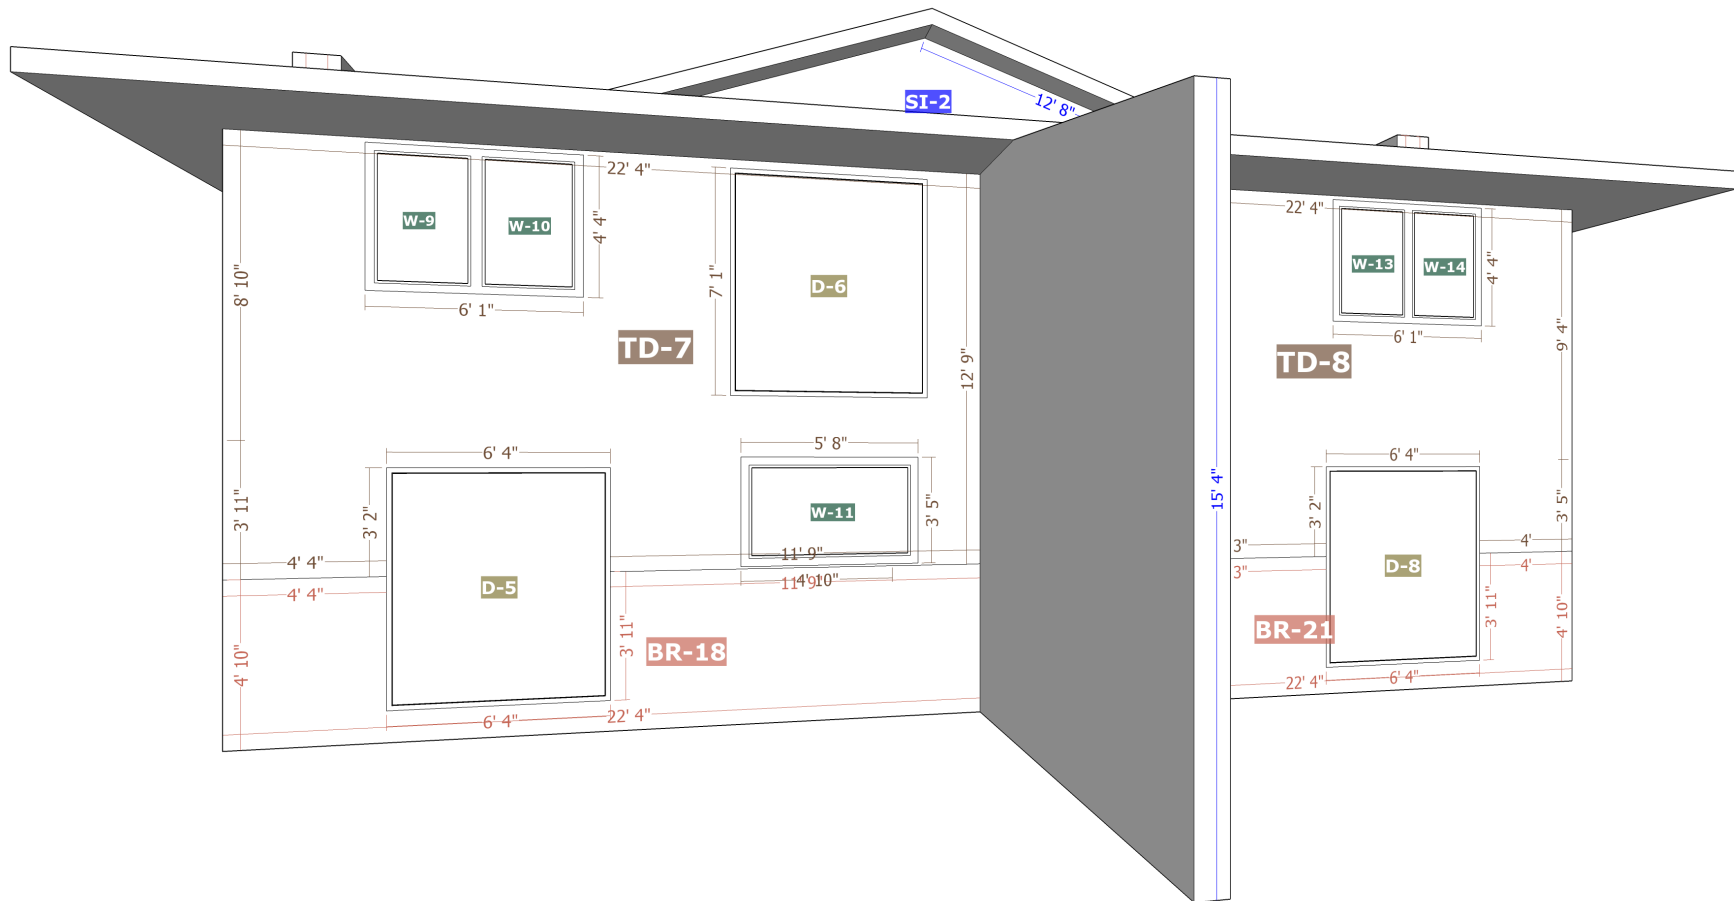 12' 8"
SI-2
22' 4"
W-9
W-10
4' 4"
6' 1"
8' 10"
7' 1"
D-6
TD-7
12' 9"
22' 4"
W-13
W-14
4' 4"
6' 1"
9' 4"
TD-8
6' 4"
5' 8"
3' 11"
3' 2"
W-11
3' 5"
15' 4"
6' 4"
3' 2"
3' 5"
4' 4"
11' 9"
3"
4'
D-5
4' 10"
4' 4"
11' 9"
3"
D-8
4'
3' 11"
BR-18
4' 10"
3' 11"
BR-21
4' 10"
6' 4"
22' 4"
22' 4"
6' 4"